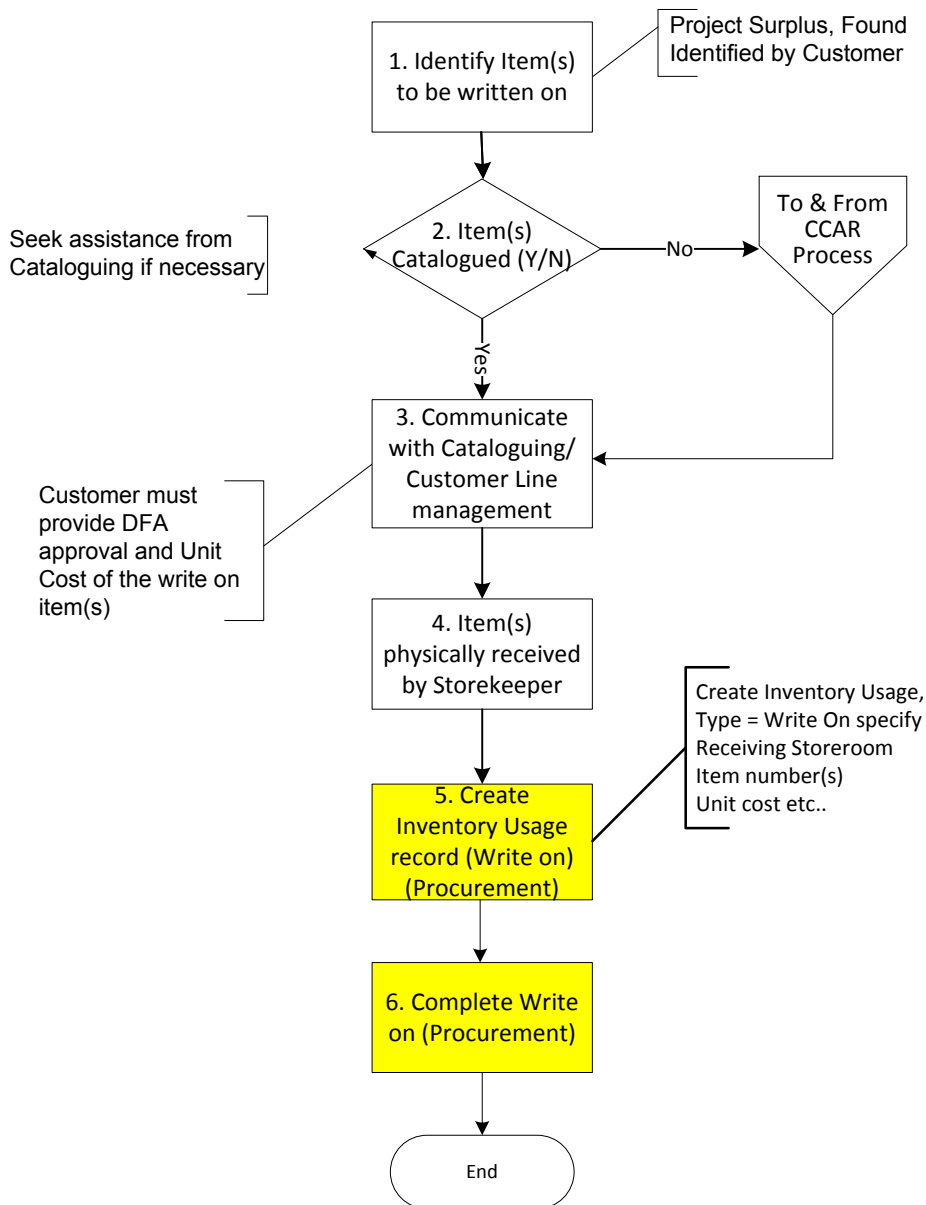 Project Surplus, Found
Identified by Customer
1. Identify Item(s)
to be written on
Seek assistance from
Cataloguing if necessary
2. Item(s)
Catalogued (Y/N)
No
To & From
CCAR
Process
Yes
3. Communicate
with Cataloguing/
Customer Line
management
Customer must
provide DFA
approval and Unit
Cost of the write on
item(s)
4. Item(s)
physically received
by Storekeeper
Create Inventory Usage,
Type = Write On specify
Receiving Storeroom
Item number(s)
Unit cost etc..
5. Create
Inventory Usage
record (Write on)
(Procurement)
6. Complete Write
on (Procurement)
End